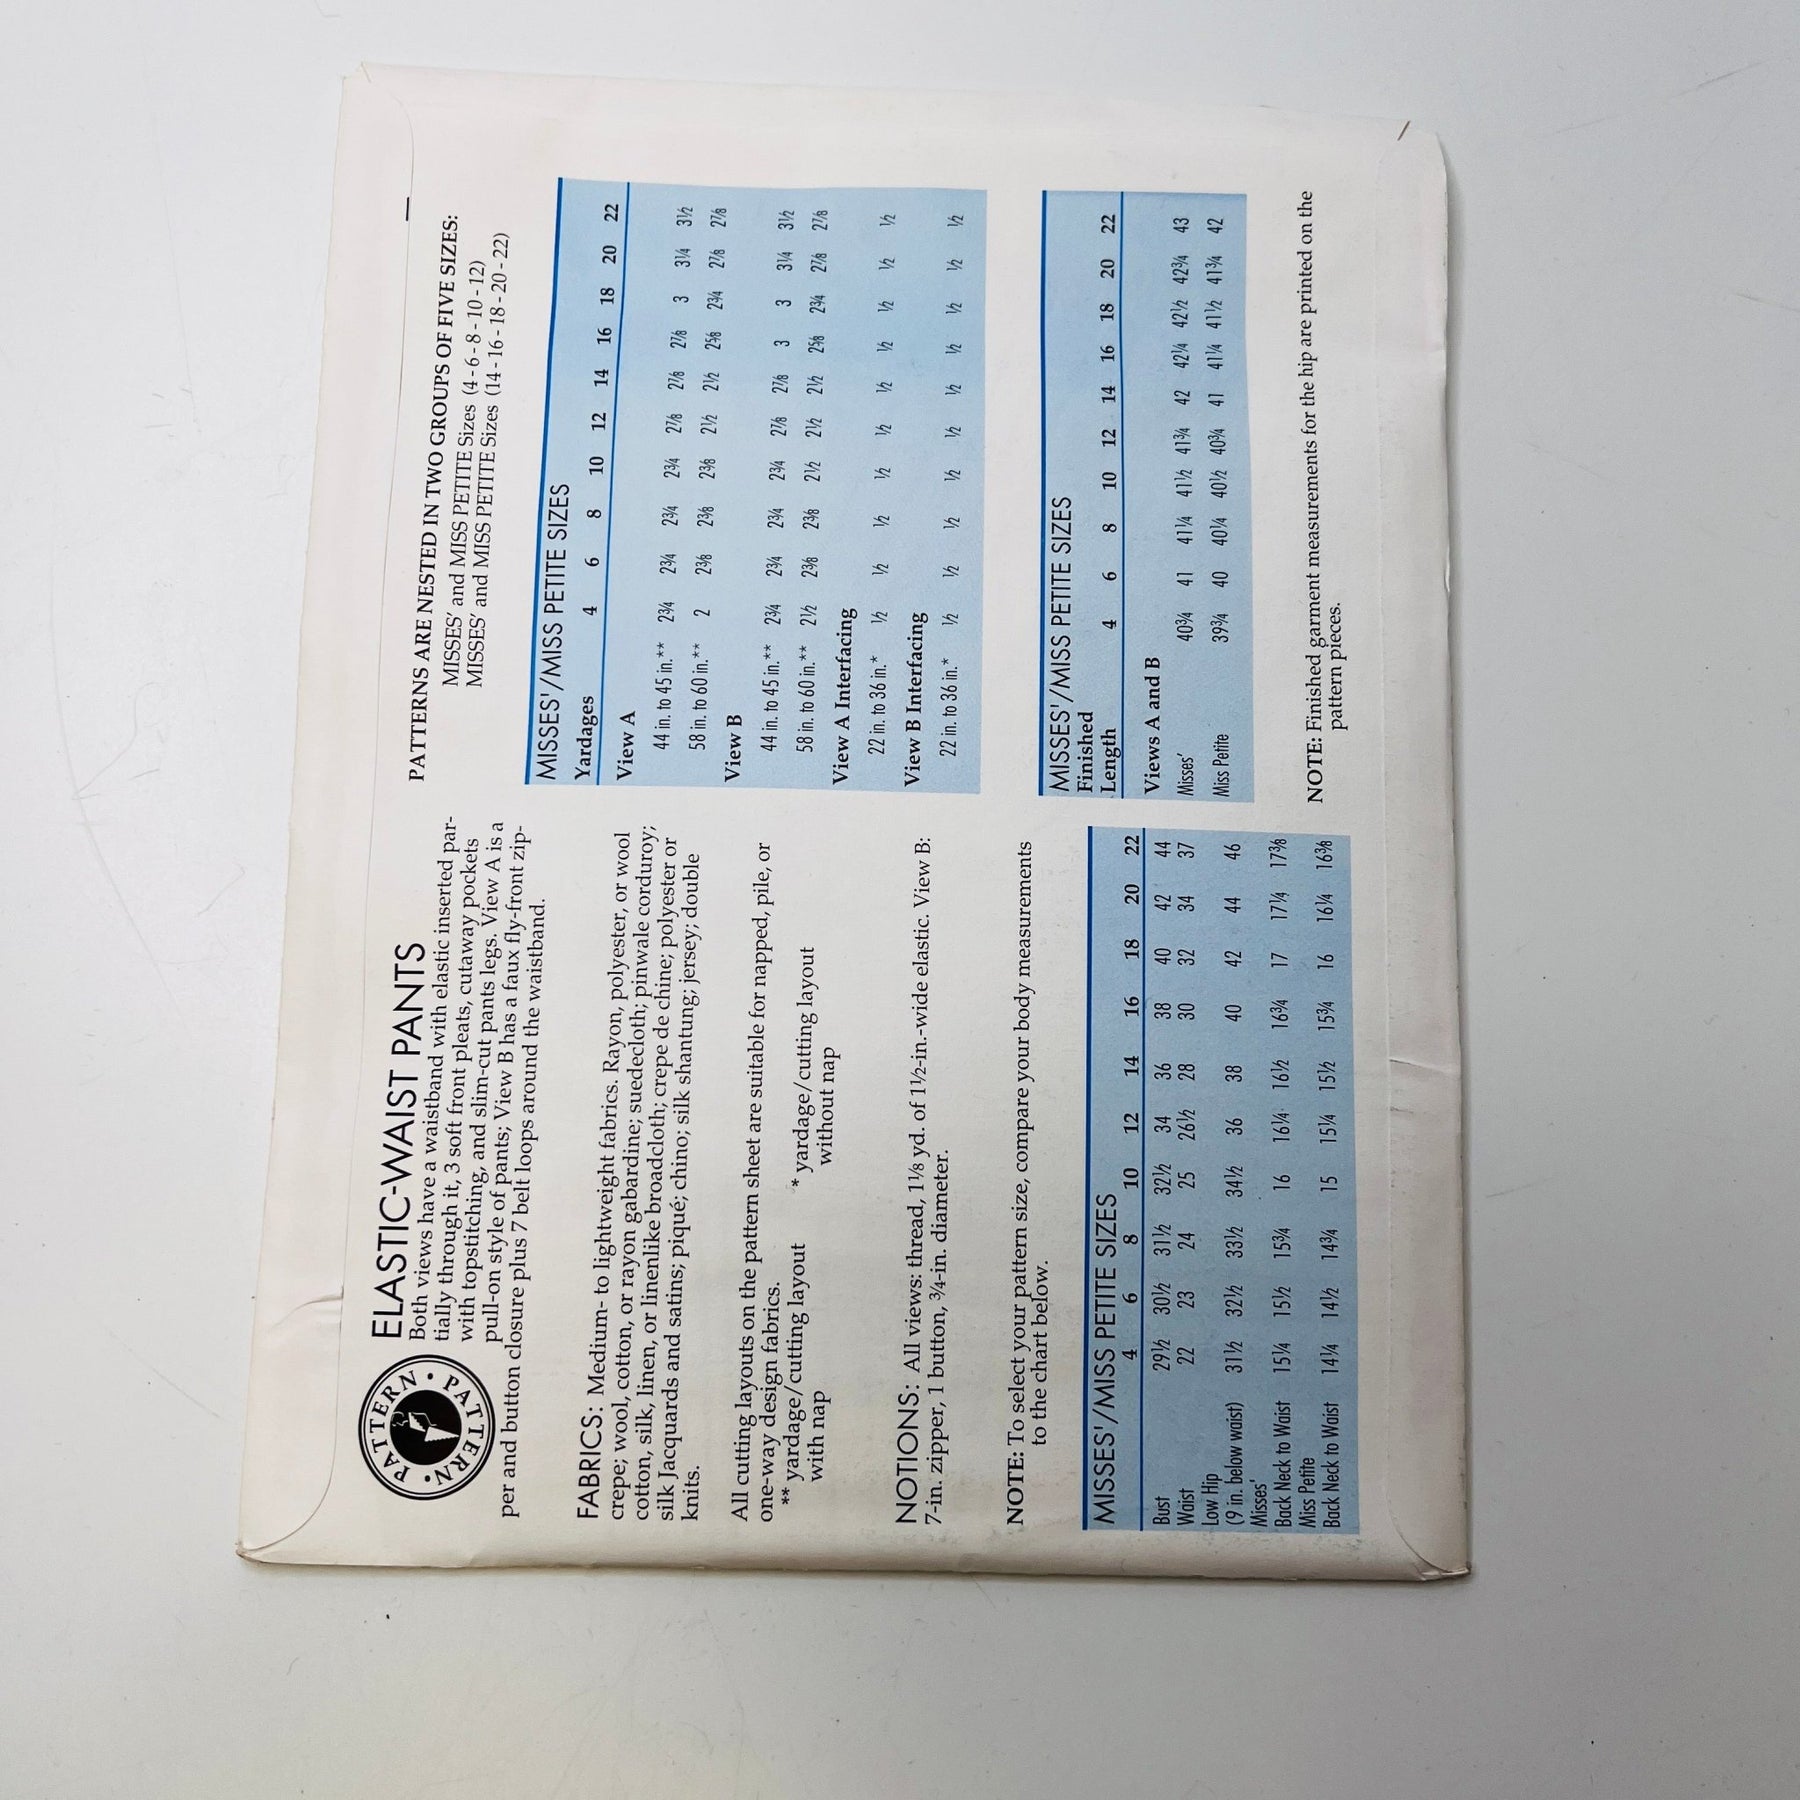 PATTERN • PATTERN • PATTERN •
ELASTIC-WAIST PANTS
Both views have a waistband with elastic inserted par-
tially through it, 3 soft front pleats, cutaway pockets
with topstitching, and slim-cut pants legs. View A is a
pull-on style of pants; View B has a faux fly-front zip-
per and button closure plus 7 belt loops around the waistband.
FABRICS: Medium- to lightweight fabrics. Rayon, polyester, or wool
crepe; wool, cotton, or rayon gabardine; suedecloth; pinwale corduroy;
cotton, silk, linen, or linenlike broadcloth; crepe de chine; polyester or
silk Jacquards and satins; piqué; chino; silk shantung; jersey; double
knits.
All cutting layouts on the pattern sheet are suitable for napped, pile, or
one-way design fabrics.
** yardage/cutting layout * yardage/cutting layout
with nap without nap
NOTIONS: All views: thread, 1⅛ yd. of 1½-in.-wide elastic. View B:
7-in. zipper, 1 button, ¾-in. diameter.
NOTE: To select your pattern size, compare your body measurements
to the chart below.
MISSES'/MISS PETITE SIZES
4 6 8 10 12 14 16 18 20 22
Bust 29½ 30½ 31½ 32½ 34 36 38 40 42 44
Waist 22 23 24 25 26½ 28 30 32 34 37
Low Hip
(9 in. below waist) 31½ 32½ 33½ 34½ 36 38 40 42 44 46
Misses'
Back Neck to Waist 15¼ 15½ 15¾ 16 16¼ 16½ 16¾ 17 17¼ 17⅜
Miss Petite
Back Neck to Waist 14¼ 14½ 14¾ 15 15¼ 15½ 15¾ 16 16¼ 16⅜
PATTERNS ARE NESTED IN TWO GROUPS OF FIVE SIZES:
MISSES' and MISS PETITE Sizes (4 - 6 - 8 - 10 - 12)
MISSES' and MISS PETITE Sizes (14 - 16 - 18 - 20 - 22)
MISSES'/MISS PETITE SIZES
Yardages 4 6 8 10 12 14 16 18 20 22
View A
44 in. to 45 in.** 2¾ 2¾ 2¾ 2¾ 2⅞ 2⅞ 2⅞ 3 3¼ 3½
58 in. to 60 in.** 2 2⅜ 2⅜ 2⅜ 2½ 2½ 2⅝ 2¾ 2⅞ 2⅞
View B
44 in. to 45 in.** 2¾ 2¾ 2¾ 2¾ 2⅞ 2⅞ 3 3 3¼ 3½
58 in. to 60 in.** 2½ 2⅜ 2⅜ 2½ 2½ 2½ 2⅝ 2¾ 2⅞ 2⅞
View A Interfacing
22 in. to 36 in.* ½ ½ ½ ½ ½ ½ ½ ½ ½ ½
View B Interfacing
22 in. to 36 in.* ½ ½ ½ ½ ½ ½ ½ ½ ½ ½
MISSES'/MISS PETITE SIZES
Finished
Length 4 6 8 10 12 14 16 18 20 22
Views A and B
Misses' 40¾ 41 41¼ 41½ 41¾ 42 42¼ 42½ 42¾ 43
Miss Petite 39¾ 40 40¼ 40½ 40¾ 41 41¼ 41½ 41¾ 42
NOTE: Finished garment measurements for the hip are printed on the
pattern pieces.